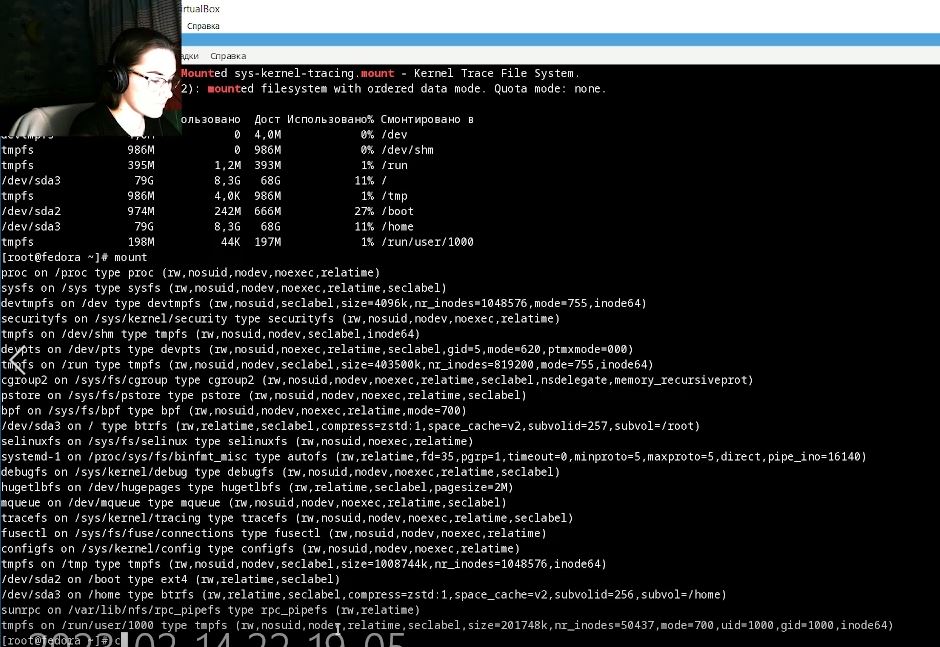 rtualBox
Справка
адки Справка
Mounted sys-kernel-tracing.mount - Kernel Trace File System.
2): mounted filesystem with ordered data mode. Quota mode: none.
ользовано Дост Использовано% Смонтировано в
devtmpfs 4,0M 0 4,0M 0% /dev
tmpfs 986M 0 986M 0% /dev/shm
tmpfs 395M 1,2M 393M 1% /run
/dev/sda3 79G 8,3G 68G 11% /
tmpfs 986M 4,0K 986M 1% /tmp
/dev/sda2 974M 242M 666M 27% /boot
/dev/sda3 79G 8,3G 68G 11% /home
tmpfs 198M 44K 197M 1% /run/user/1000
[root@fedora ~]# mount
proc on /proc type proc (rw,nosuid,nodev,noexec,relatime)
sysfs on /sys type sysfs (rw,nosuid,nodev,noexec,relatime,seclabel)
devtmpfs on /dev type devtmpfs (rw,nosuid,seclabel,size=4096k,nr_inodes=1048576,mode=755,inode64)
securityfs on /sys/kernel/security type securityfs (rw,nosuid,nodev,noexec,relatime)
tmpfs on /dev/shm type tmpfs (rw,nosuid,nodev,seclabel,inode64)
devpts on /dev/pts type devpts (rw,nosuid,noexec,relatime,seclabel,gid=5,mode=620,ptmxmode=000)
tmpfs on /run type tmpfs (rw,nosuid,nodev,seclabel,size=403500k,nr_inodes=819200,mode=755,inode64)
cgroup2 on /sys/fs/cgroup type cgroup2 (rw,nosuid,nodev,noexec,relatime,seclabel,nsdelegate,memory_recursiveprot)
pstore on /sys/fs/pstore type pstore (rw,nosuid,nodev,noexec,relatime,seclabel)
bpf on /sys/fs/bpf type bpf (rw,nosuid,nodev,noexec,relatime,mode=700)
/dev/sda3 on / type btrfs (rw,relatime,seclabel,compress=zstd:1,space_cache=v2,subvolid=257,subvol=/root)
selinuxfs on /sys/fs/selinux type selinuxfs (rw,nosuid,noexec,relatime)
systemd-1 on /proc/sys/fs/binfmt_misc type autofs (rw,relatime,fd=35,pgrp=1,timeout=0,minproto=5,maxproto=5,direct,pipe_ino=16140)
debugfs on /sys/kernel/debug type debugfs (rw,nosuid,nodev,noexec,relatime,seclabel)
hugetlbfs on /dev/hugepages type hugetlbfs (rw,relatime,seclabel,pagesize=2M)
mqueue on /dev/mqueue type mqueue (rw,nosuid,nodev,noexec,relatime,seclabel)
tracefs on /sys/kernel/tracing type tracefs (rw,nosuid,nodev,noexec,relatime,seclabel)
fusectl on /sys/fs/fuse/connections type fusectl (rw,nosuid,nodev,noexec,relatime)
configfs on /sys/kernel/config type configfs (rw,nosuid,nodev,noexec,relatime)
tmpfs on /tmp type tmpfs (rw,nosuid,nodev,seclabel,size=1008744k,nr_inodes=1048576,inode64)
/dev/sda2 on /boot type ext4 (rw,relatime,seclabel)
/dev/sda3 on /home type btrfs (rw,relatime,seclabel,compress=zstd:1,space_cache=v2,subvolid=256,subvol=/home)
sunrpc on /var/lib/nfs/rpc_pipefs type rpc_pipefs (rw,relatime)
tmpfs on /run/user/1000 type tmpfs (rw,nosuid,nodev,relatime,seclabel,size=201748k,nr_inodes=50437,mode=700,uid=1000,gid=1000,inode64)
[root@fedora ~]# c
2023-02-14 22-19-05